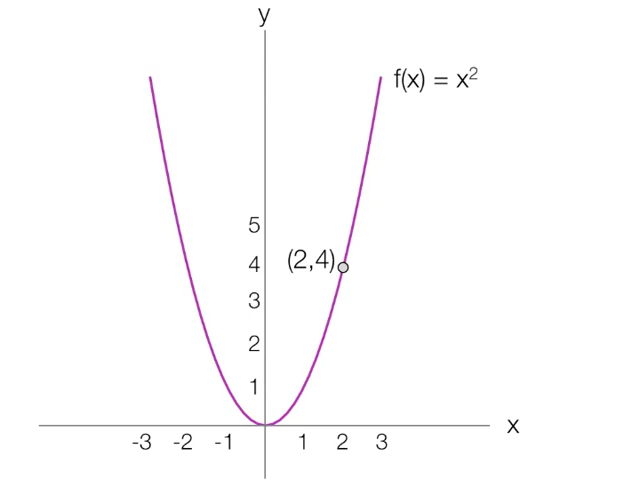 y
f(x) = x²
5
(2,4)
4
3
2
1
x
-3 -2 -1 1 2 3